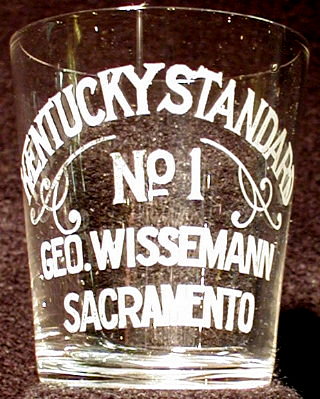 KENTUCKY STANDARD
No 1
GEO. WISSEMANN
SACRAMENTO